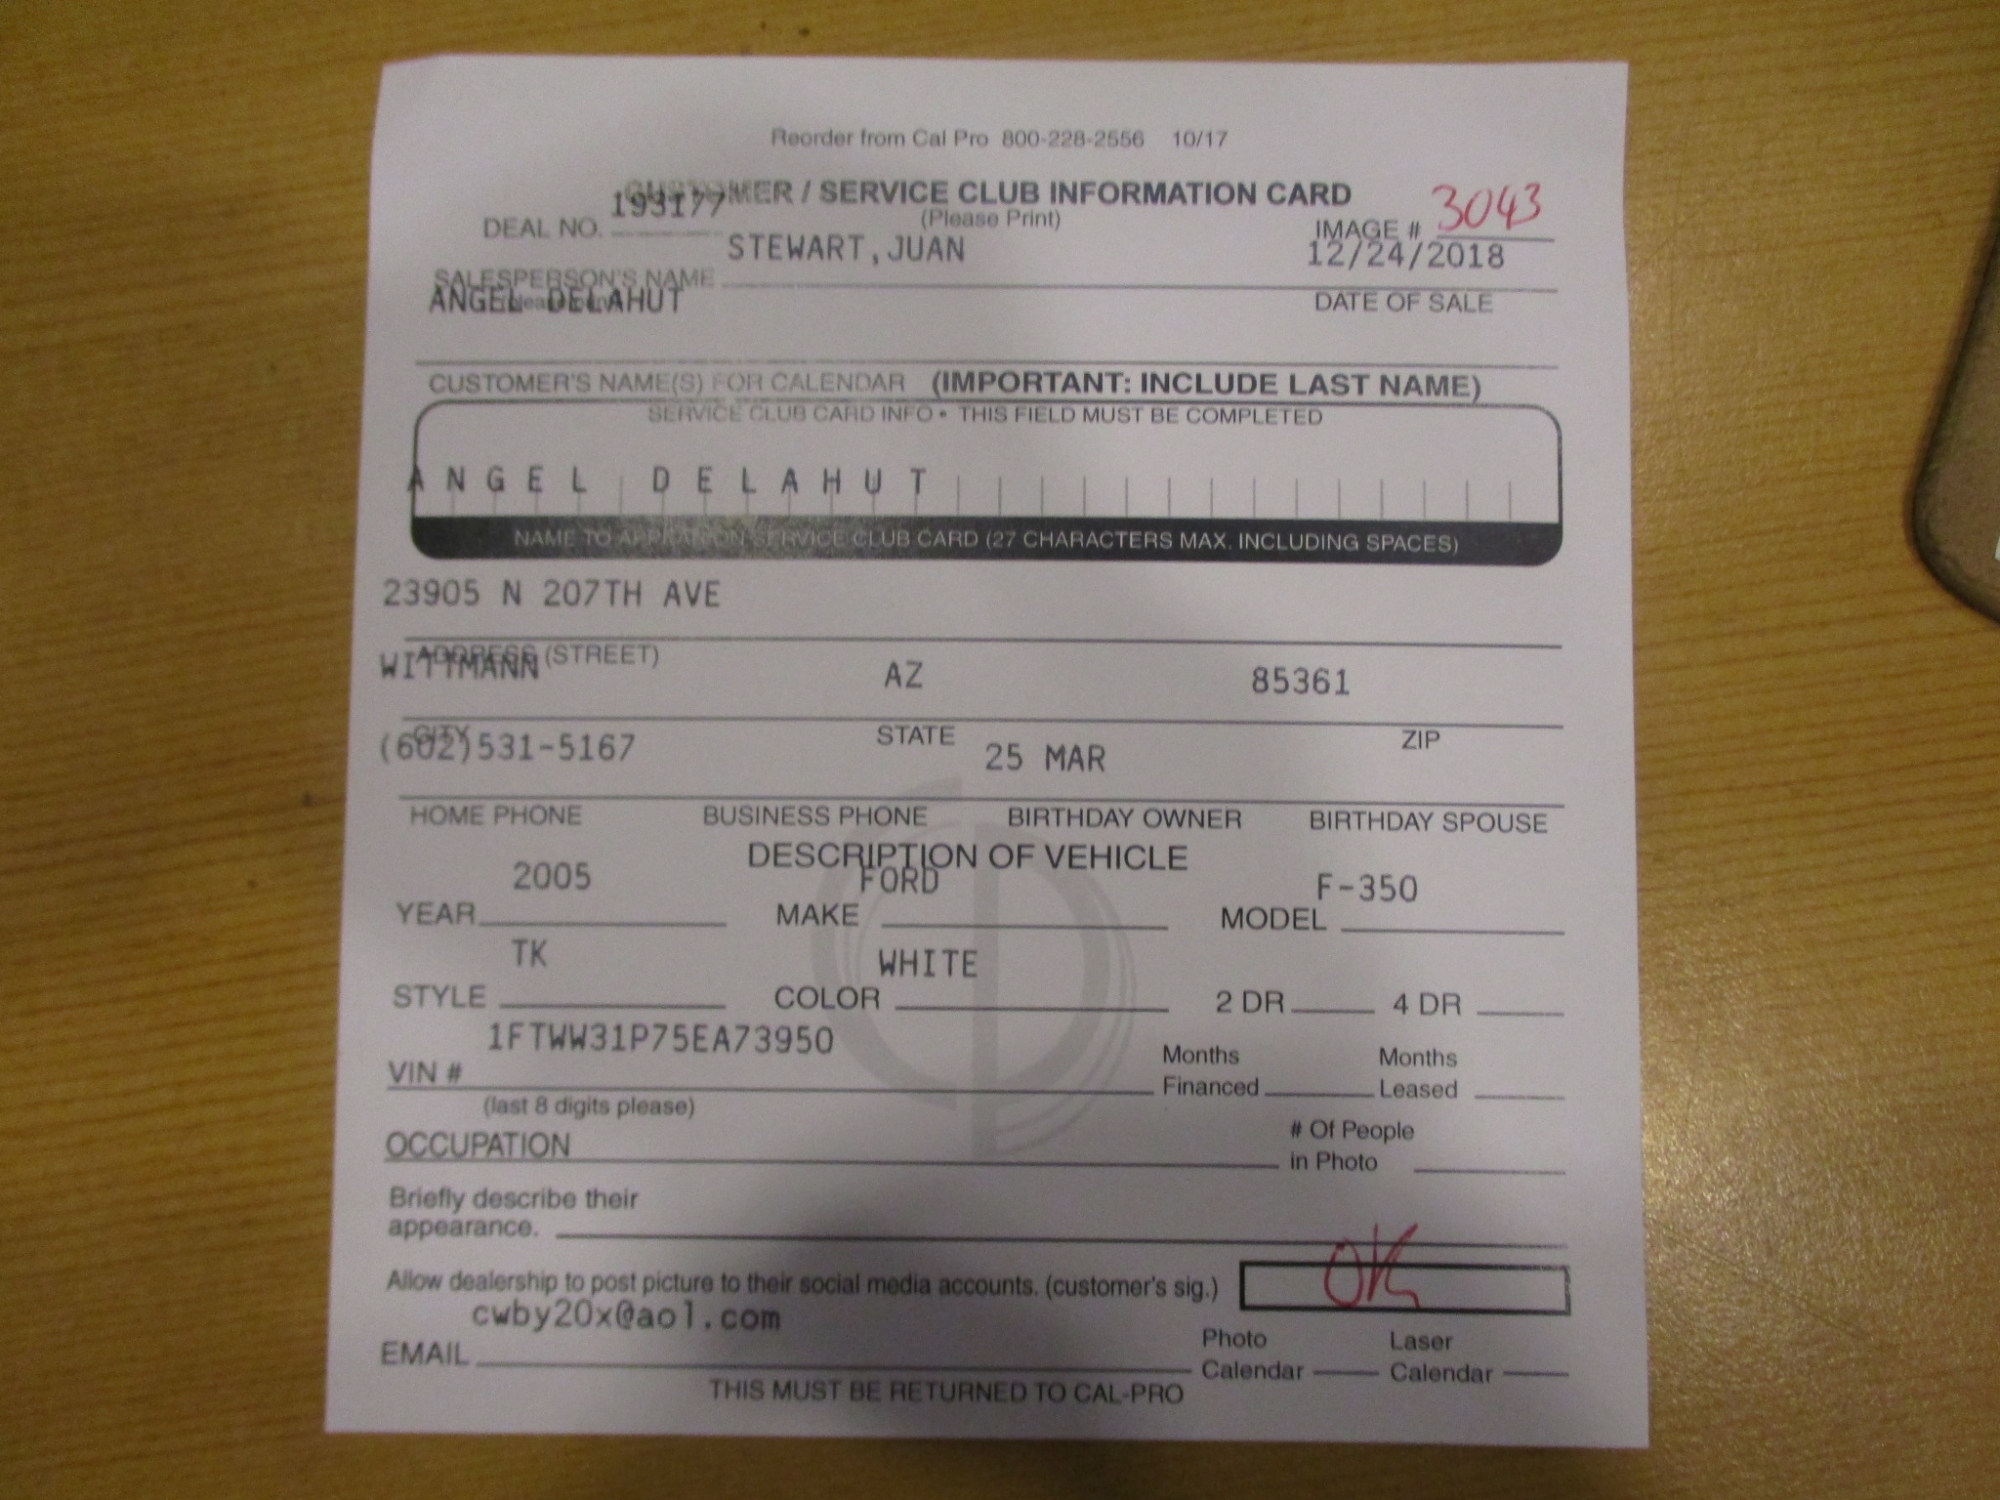 Reorder from Cal Pro 800-228-2556 10/17
CUSTOMER / SERVICE CLUB INFORMATION CARD
(Please Print)
DEAL NO. 193177
IMAGE # 3043
STEWART,JUAN
12/24/2018
SALESPERSON'S NAME
ANGEL DELAHUT
DATE OF SALE
CUSTOMER'S NAME(S) FOR CALENDAR (IMPORTANT: INCLUDE LAST NAME)
SERVICE CLUB CARD INFO • THIS FIELD MUST BE COMPLETED
ANGEL DELAHUT
NAME TO APPEAR ON SERVICE CLUB CARD (27 CHARACTERS MAX. INCLUDING SPACES)
23905 N 207TH AVE
ADDRESS (STREET)
WITTMANN AZ 85361
CITY STATE ZIP
(602)531-5167 25 MAR
HOME PHONE BUSINESS PHONE BIRTHDAY OWNER BIRTHDAY SPOUSE
DESCRIPTION OF VEHICLE
2005 FORD F-350
YEAR MAKE MODEL
TK WHITE
STYLE COLOR 2 DR 4 DR
1FTWW31P75EA73950
VIN # Months Financed Months Leased
(last 8 digits please)
OCCUPATION # Of People in Photo
Briefly describe their
appearance.
Allow dealership to post picture to their social media accounts. (customer's sig.) OK
cwby20x@aol.com
EMAIL Photo Calendar Laser Calendar
THIS MUST BE RETURNED TO CAL-PRO